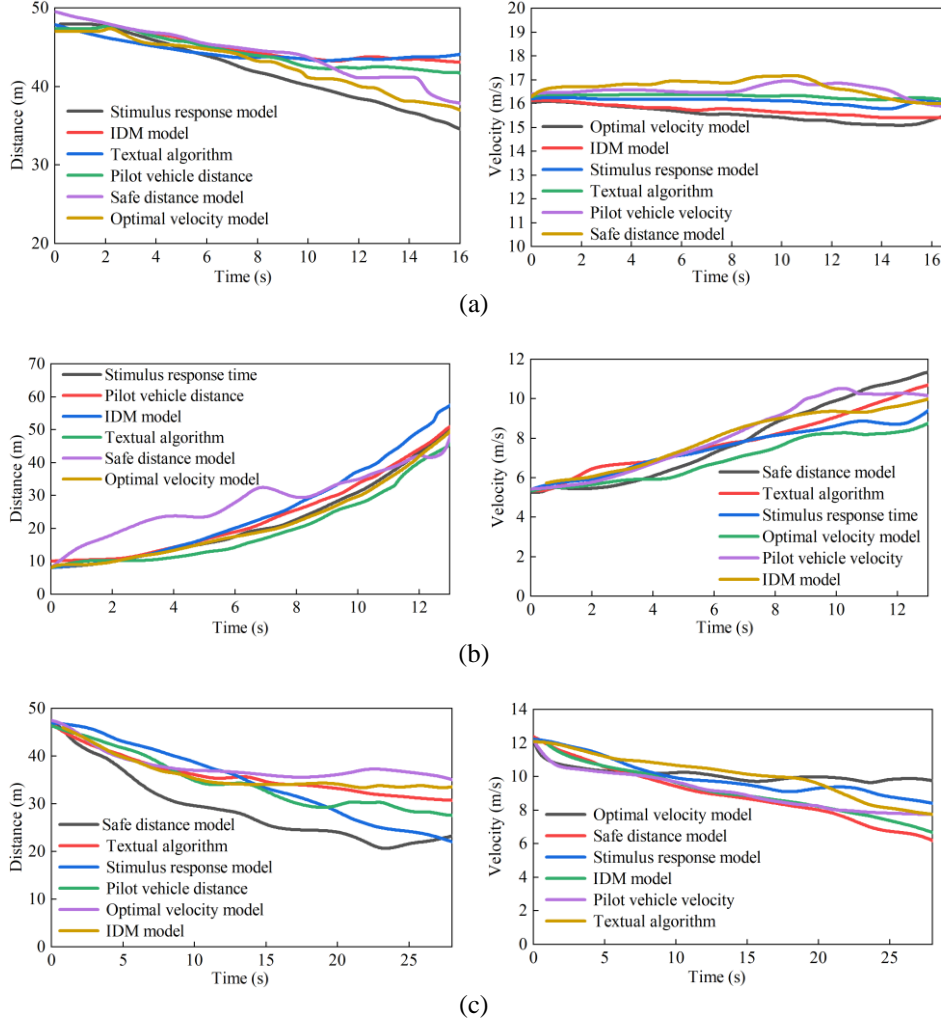 50
40
30
20
Distance (m)
Stimulus response model
IDM model
Textual algorithm
Pilot vehicle distance
Safe distance model
Optimal velocity model
0 2 4 6 8 10 12 14 16
Time (s)
20
19
18
17
16
15
14
13
12
11
10
Velocity (m/s)
Optimal velocity model
IDM model
Stimulus response model
Textual algorithm
Pilot vehicle velocity
Safe distance model
0 2 4 6 8 10 12 14 16
Time (s)
(a)
70
60
50
40
30
20
10
0
Distance (m)
Stimulus response time
Pilot vehicle distance
IDM model
Textual algorithm
Safe distance model
Optimal velocity model
0 2 4 6 8 10 12
Time (s)
12
10
8
6
4
2
0
Velocity (m/s)
Safe distance model
Textual algorithm
Stimulus response time
Optimal velocity model
Pilot vehicle velocity
IDM model
0 2 4 6 8 10 12
Time (s)
(b)
50
40
30
20
10
0
Distance (m)
Safe distance model
Textual algorithm
Stimulus response model
Pilot vehicle distance
Optimal velocity model
IDM model
0 5 10 15 20 25
Time (s)
14
12
10
8
6
4
2
0
Velocity (m/s)
Optimal velocity model
Safe distance model
Stimulus response model
IDM model
Pilot vehicle velocity
Textual algorithm
0 5 10 15 20 25
Time (s)
(c)